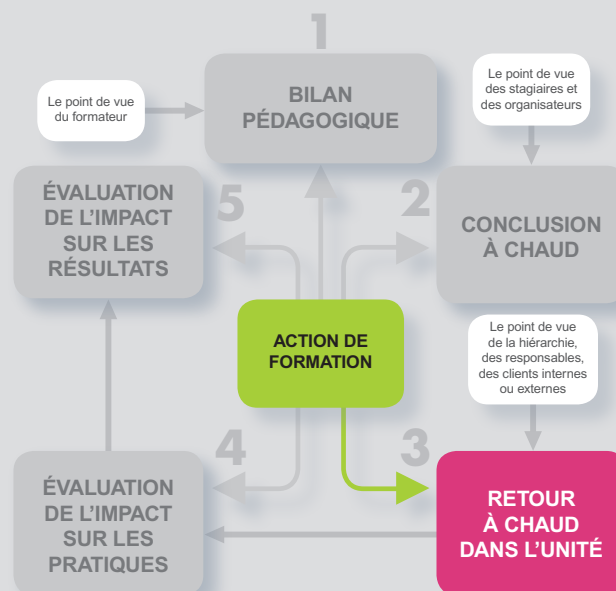 1
BILAN
PÉDAGOGIQUE
Le point de vue
du formateur
Le point de vue
des stagiaires et
des organisateurs
2
CONCLUSION
À CHAUD
5
ÉVALUATION
DE L’IMPACT
SUR LES
RÉSULTATS
ACTION DE
FORMATION
Le point de vue
de la hiérarchie,
des responsables,
des clients internes
ou externes
3
RETOUR
À CHAUD
DANS L’UNITÉ
4
ÉVALUATION
DE L’IMPACT
SUR LES
PRATIQUES